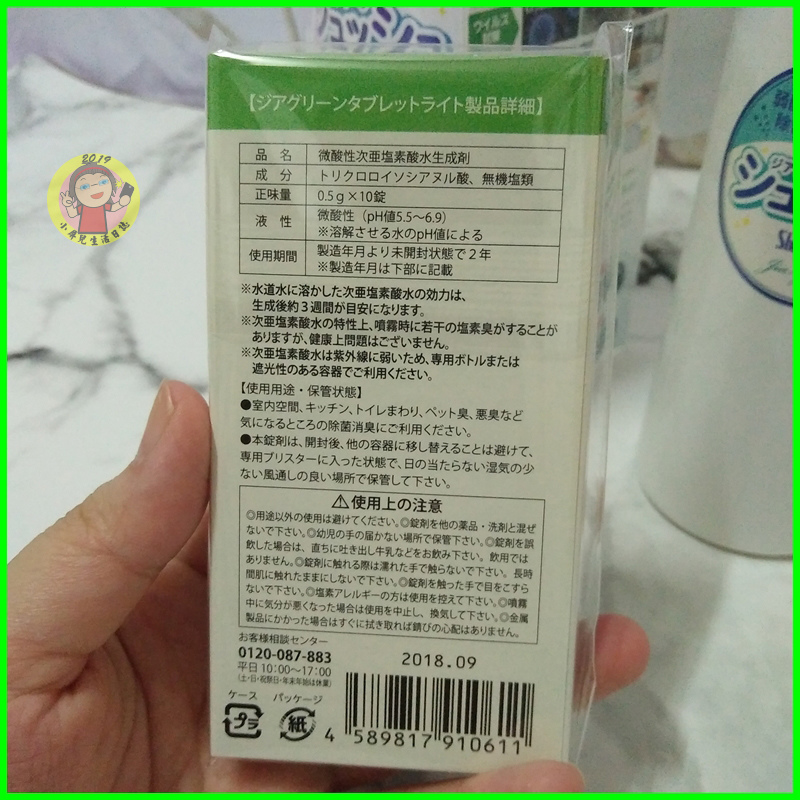 ウイルス
【ジアグリーンタブレットライト製品詳細】
品 名 微酸性次亜塩素酸水生成剤
成 分 トリクロロイソシアヌル酸、無機塩類
正味量 0.5g×10錠
液 性 微酸性（pH値5.5〜6.9）
※溶解させる水のpH値による
使用期間 製造年月より未開封状態で2年
※製造年月は下部に記載
※水道水に溶かした次亜塩素酸水の効力は、
生成後約3週間が目安になります。
※次亜塩素酸水の特性上、噴霧時に若干の塩素臭がすることが
ありますが、健康上問題はございません。
※次亜塩素酸水は紫外線に弱いため、専用ボトルまたは
遮光性のある容器でご利用ください。
【使用用途・保管状態】
●室内空間、キッチン、トイレまわり、ペット臭、悪臭など
気になるところの除菌消臭にご利用ください。
●本錠剤は、開封後、他の容器に移し替えることは避けて、
専用ブリスターに入った状態で、日の当たらない湿気の少
ない風通しの良い場所で保管して下さい。
⚠使用上の注意
◎用途以外の使用は避けてください。◎錠剤を他の薬品・洗剤と混ぜ
ないで下さい。◎幼児の手の届かない場所で保管下さい。◎錠剤を誤
飲した場合は、直ちに吐き出し牛乳などをお飲み下さい。飲用では
ありません。◎錠剤に触れる際は濡れた手で触らないで下さい。長時
間肌に触れたままにしないで下さい。◎錠剤を触った手で目をこすら
ないで下さい。◎塩素アレルギーの方は使用を控えて下さい。◎噴霧
中に気分が悪くなった場合は使用を中止し、換気して下さい。◎金属
製品にかかった場合はすぐに拭き取れば錆びの心配はありません。
お客様相談センター
0120-087-883
平日 10:00〜17:00
（土・日・祝祭日・年末年始は休業）
2018.09
ケース パッケージ
プラ 紙
4 589817 910611
2019
小屏兒生活日誌